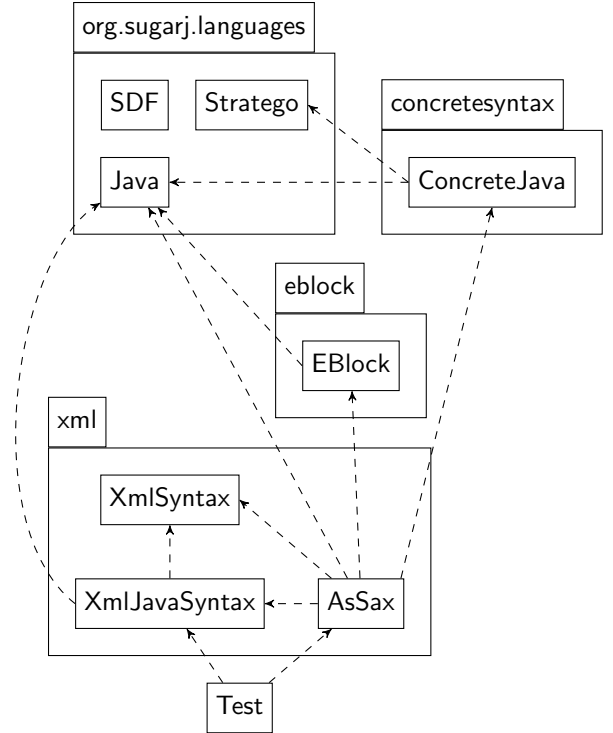 org.sugarj.languages
SDF
Stratego
Java
concretesyntax
ConcreteJava
eblock
EBlock
xml
XmlSyntax
XmlJavaSyntax
AsSax
Test